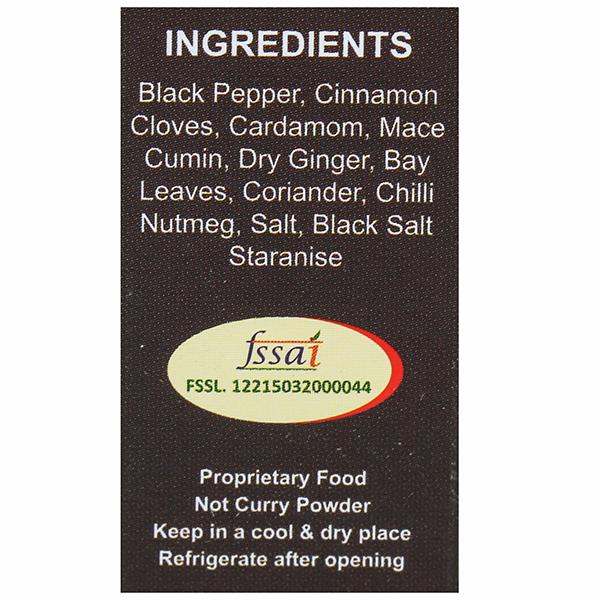 INGREDIENTS
Black Pepper, Cinnamon
Cloves, Cardamom, Mace
Cumin, Dry Ginger, Bay
Leaves, Coriander, Chilli
Nutmeg, Salt, Black Salt
Staranise
fssai
FSSL. 12215032000044
Proprietary Food
Not Curry Powder
Keep in a cool & dry place
Refrigerate after opening